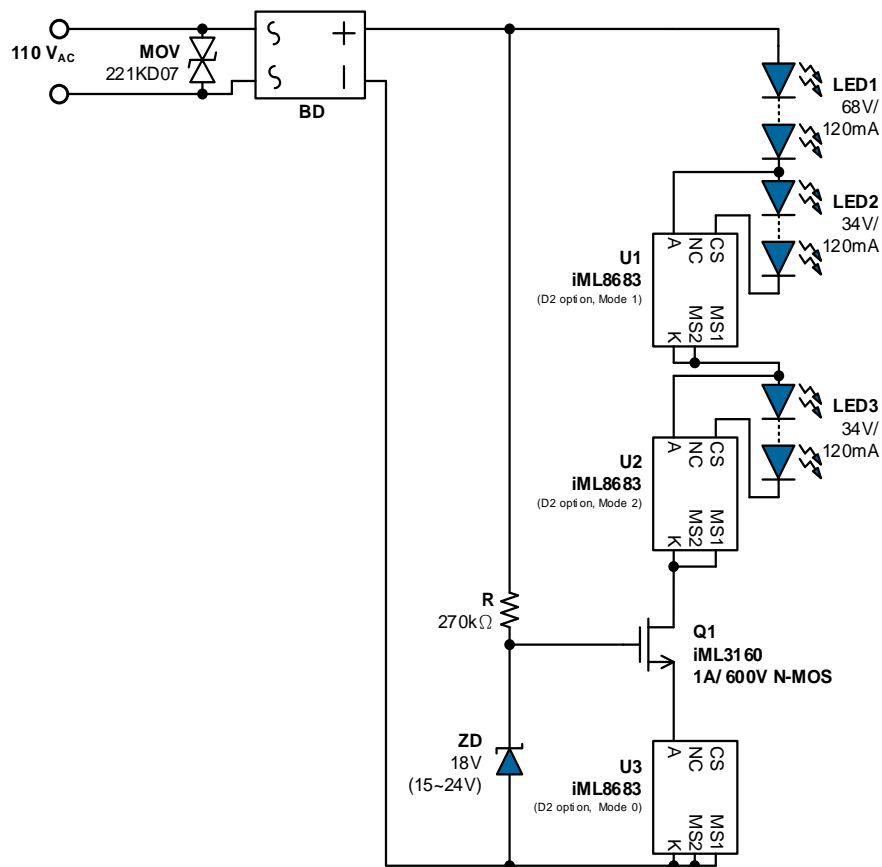 110 VAC
MOV
221KD07
BD
LED1
68V/
120mA
LED2
34V/
120mA
A
NC
CS
U1
iML8683
(D2 option, Mode 1)
K
MS2
MS1
LED3
34V/
120mA
A
NC
CS
U2
iML8683
(D2 option, Mode 2)
K
MS2
MS1
R
270kΩ
Q1
iML3160
1A/ 600V N-MOS
ZD
18V
(15~24V)
A
NC
CS
U3
iML8683
(D2 option, Mode 0)
K
MS2
MS1